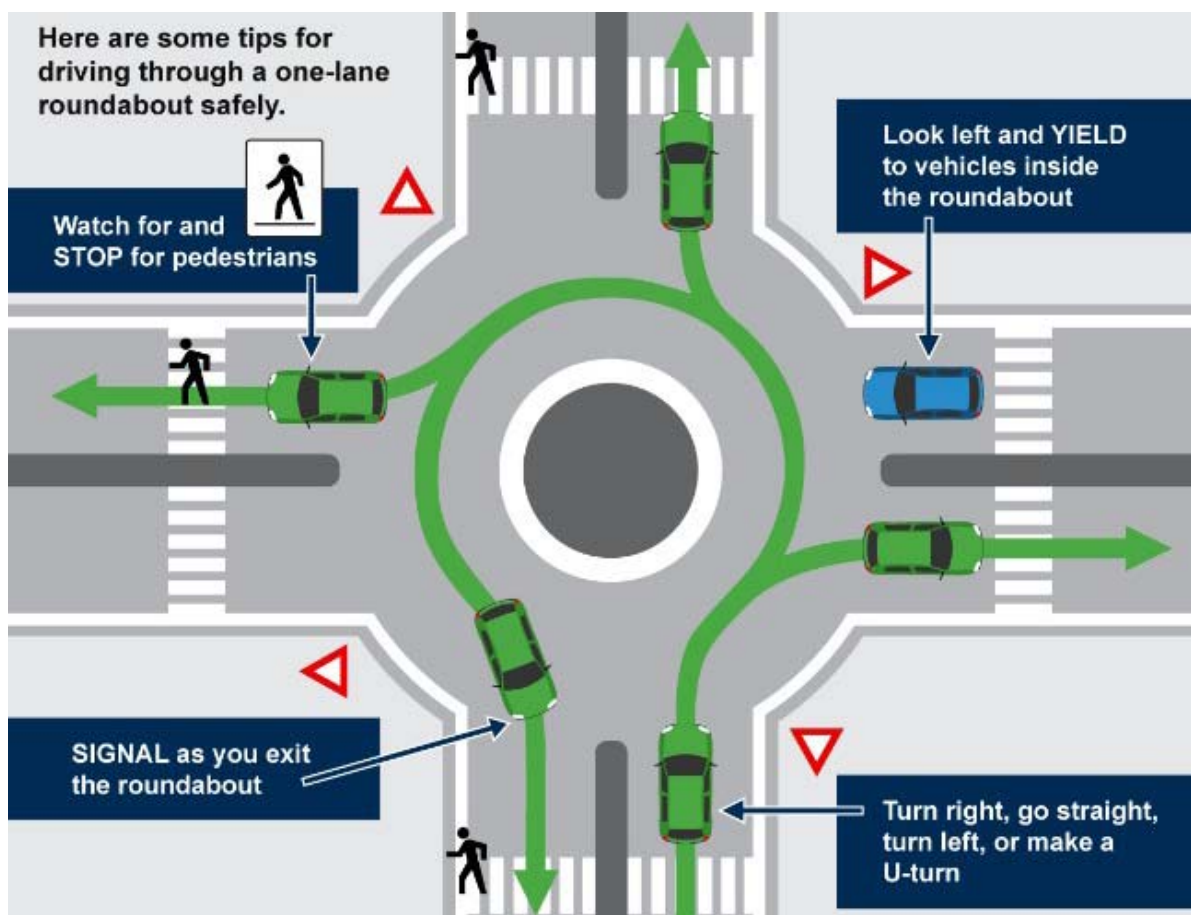 Here are some tips for
driving through a one-lane
roundabout safely.
Look left and YIELD
to vehicles inside
the roundabout
Watch for and
STOP for pedestrians
SIGNAL as you exit
the roundabout
Turn right, go straight,
turn left, or make a
U-turn